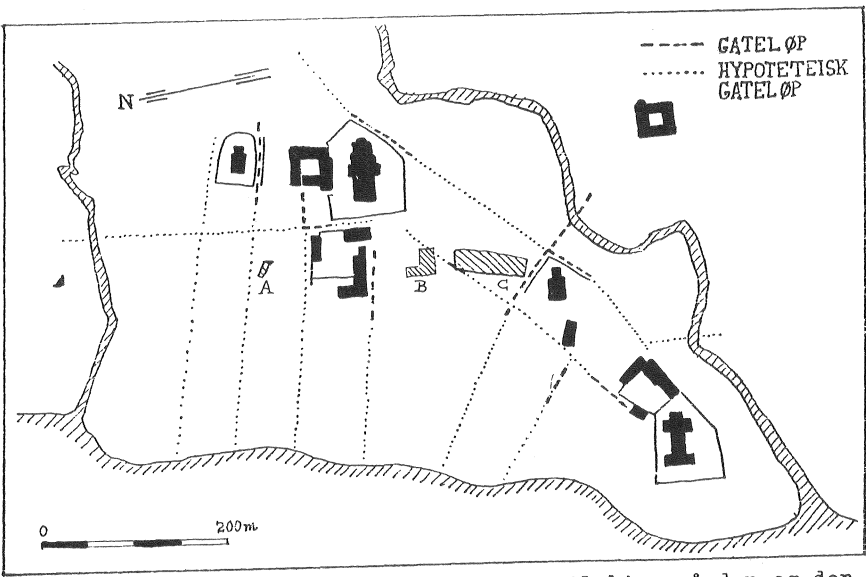 GATELØP
HYPOTETEISK
GATELØP
N
A
B
C
0 200m